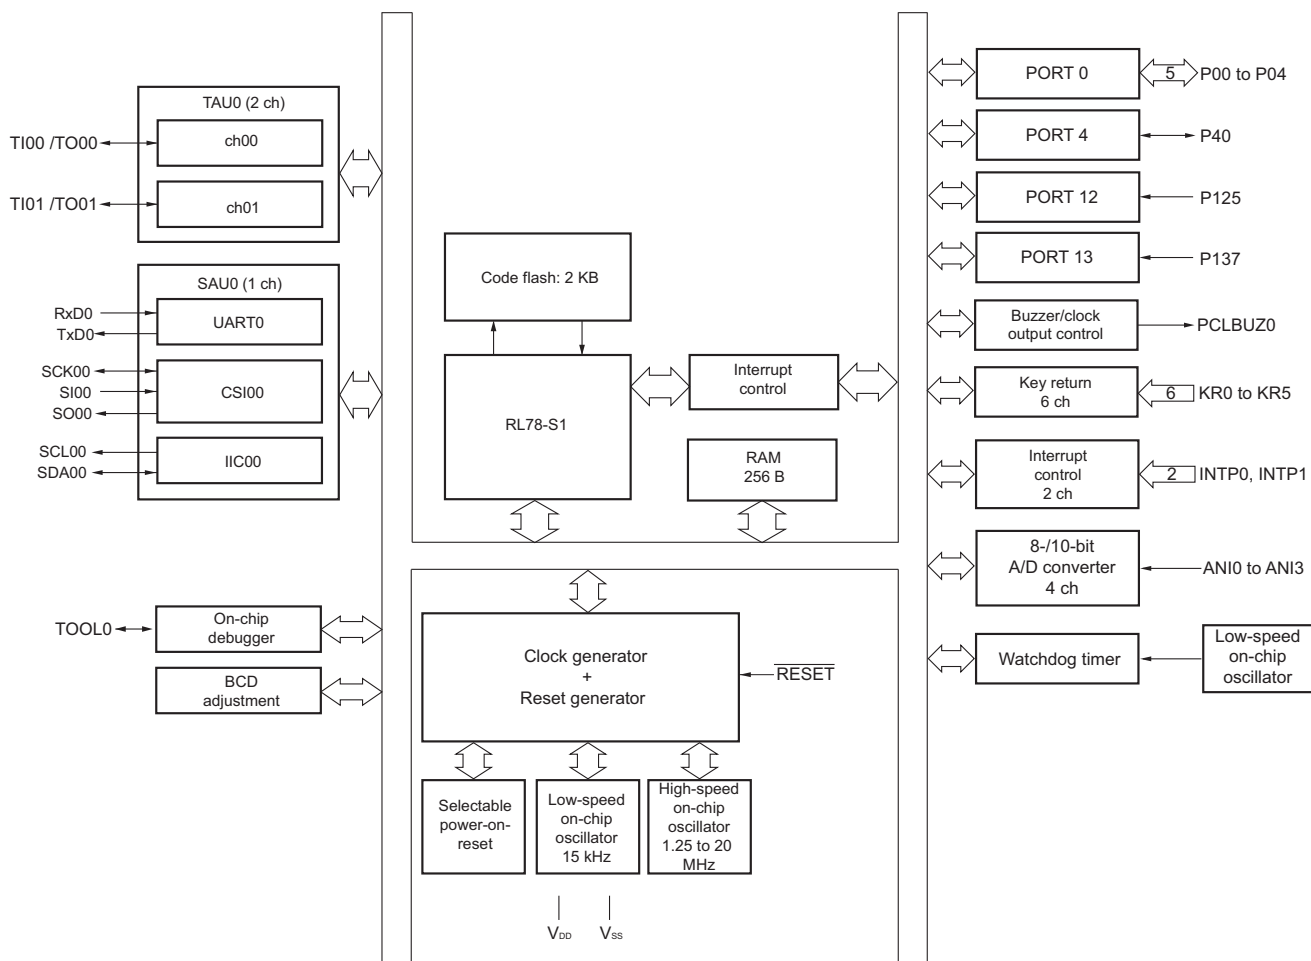 TAU0 (2 ch)
TI00 /TO00
ch00
TI01 /TO01
ch01
SAU0 (1 ch)
RxD0
TxD0
UART0
SCK00
SI00
SO00
CSI00
SCL00
SDA00
IIC00
TOOL0
On-chip
debugger
BCD
adjustment
Code flash: 2 KB
RL78-S1
Interrupt
control
RAM
256 B
Clock generator
+
Reset generator
RESET
Selectable
power-on-
reset
Low-speed
on-chip
oscillator
15 kHz
High-speed
on-chip
oscillator
1.25 to 20
MHz
VDD
VSS
PORT 0
5
P00 to P04
PORT 4
P40
PORT 12
P125
PORT 13
P137
Buzzer/clock
output control
PCLBUZ0
Key return
6 ch
6
KR0 to KR5
Interrupt
control
2 ch
2
INTP0, INTP1
8-/10-bit
A/D converter
4 ch
ANI0 to ANI3
Watchdog timer
Low-speed
on-chip
oscillator